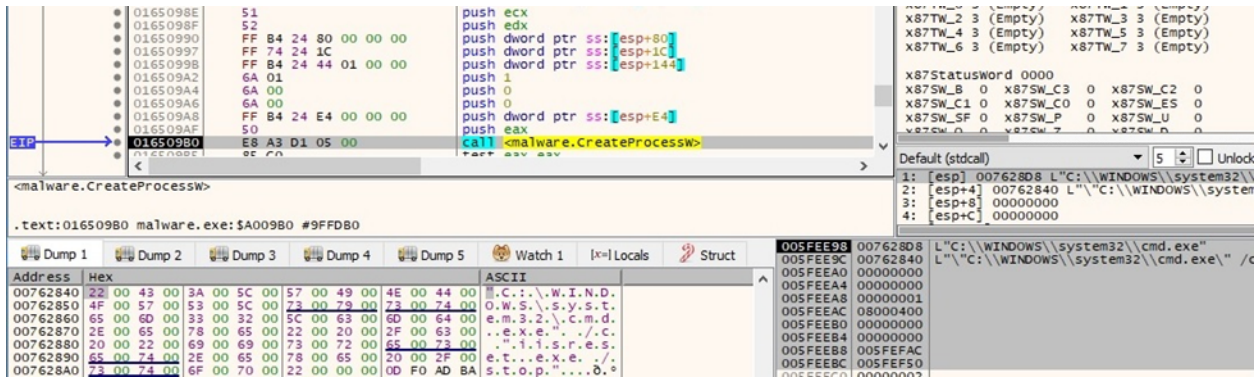 0165098E 51 push ecx
0165098F 52 push edx
01650990 FF B4 24 80 00 00 00 push dword ptr ss:[esp+80]
01650997 FF 74 24 1C push dword ptr ss:[esp+1C]
0165099B FF B4 24 44 01 00 00 push dword ptr ss:[esp+144]
016509A2 6A 01 push 1
016509A4 6A 00 push 0
016509A6 6A 00 push 0
016509A8 FF B4 24 E4 00 00 00 push dword ptr ss:[esp+E4]
016509AF 50 push eax
EIP 016509B0 E8 A3 D1 05 00 call <malware.CreateProcessW>
<malware.CreateProcessW>
.text:016509B0 malware.exe:$A009B0 #9FFDB0
x87TW_2 3 (Empty) x87TW_3 3 (Empty)
x87TW_4 3 (Empty) x87TW_5 3 (Empty)
x87TW_6 3 (Empty) x87TW_7 3 (Empty)
x87StatusWord 0000
x87SW_B 0 x87SW_C3 0 x87SW_C2 0
x87SW_C1 0 x87SW_C0 0 x87SW_ES 0
x87SW_SF 0 x87SW_P 0 x87SW_U 0
Default (stdcall) 5 Unlock
1: [esp] 007628D8 L"C:\\WINDOWS\\system32\\
2: [esp+4] 00762840 L"\"C:\\WINDOWS\\system
3: [esp+8] 00000000
4: [esp+C] 00000000
Dump 1 Dump 2 Dump 3 Dump 4 Dump 5 Watch 1 [x=] Locals Struct
Address Hex ASCII
00762840 22 00 43 00 3A 00 5C 00 57 00 49 00 4E 00 44 00 ".C.:.\.W.I.N.D.
00762850 4F 00 57 00 53 00 5C 00 73 00 79 00 73 00 74 00 O.W.S.\.s.y.s.t.
00762860 65 00 6D 00 33 00 32 00 5C 00 63 00 6D 00 64 00 e.m.3.2.\.c.m.d.
00762870 2E 00 65 00 78 00 65 00 22 00 20 00 2F 00 63 00 ..e.x.e.". ./.c.
00762880 20 00 22 00 69 00 69 00 73 00 72 00 65 00 73 00 .".i.i.s.r.e.s.
00762890 65 00 74 00 2E 00 65 00 78 00 65 00 20 00 2F 00 e.t...e.x.e. ./.
007628A0 73 00 74 00 6F 00 70 00 22 00 00 00 0D F0 AD BA s.t.o.p."....ð.º
005FEE98 007628D8 L"C:\\WINDOWS\\system32\\cmd.exe"
005FEE9C 00762840 L"\"C:\\WINDOWS\\system32\\cmd.exe\" /c
005FEEA0 00000000
005FEEA4 00000000
005FEEA8 00000001
005FEEAC 08000400
005FEEB0 00000000
005FEEB4 00000000
005FEEB8 005FEFAC
005FEEBC 005FEF50